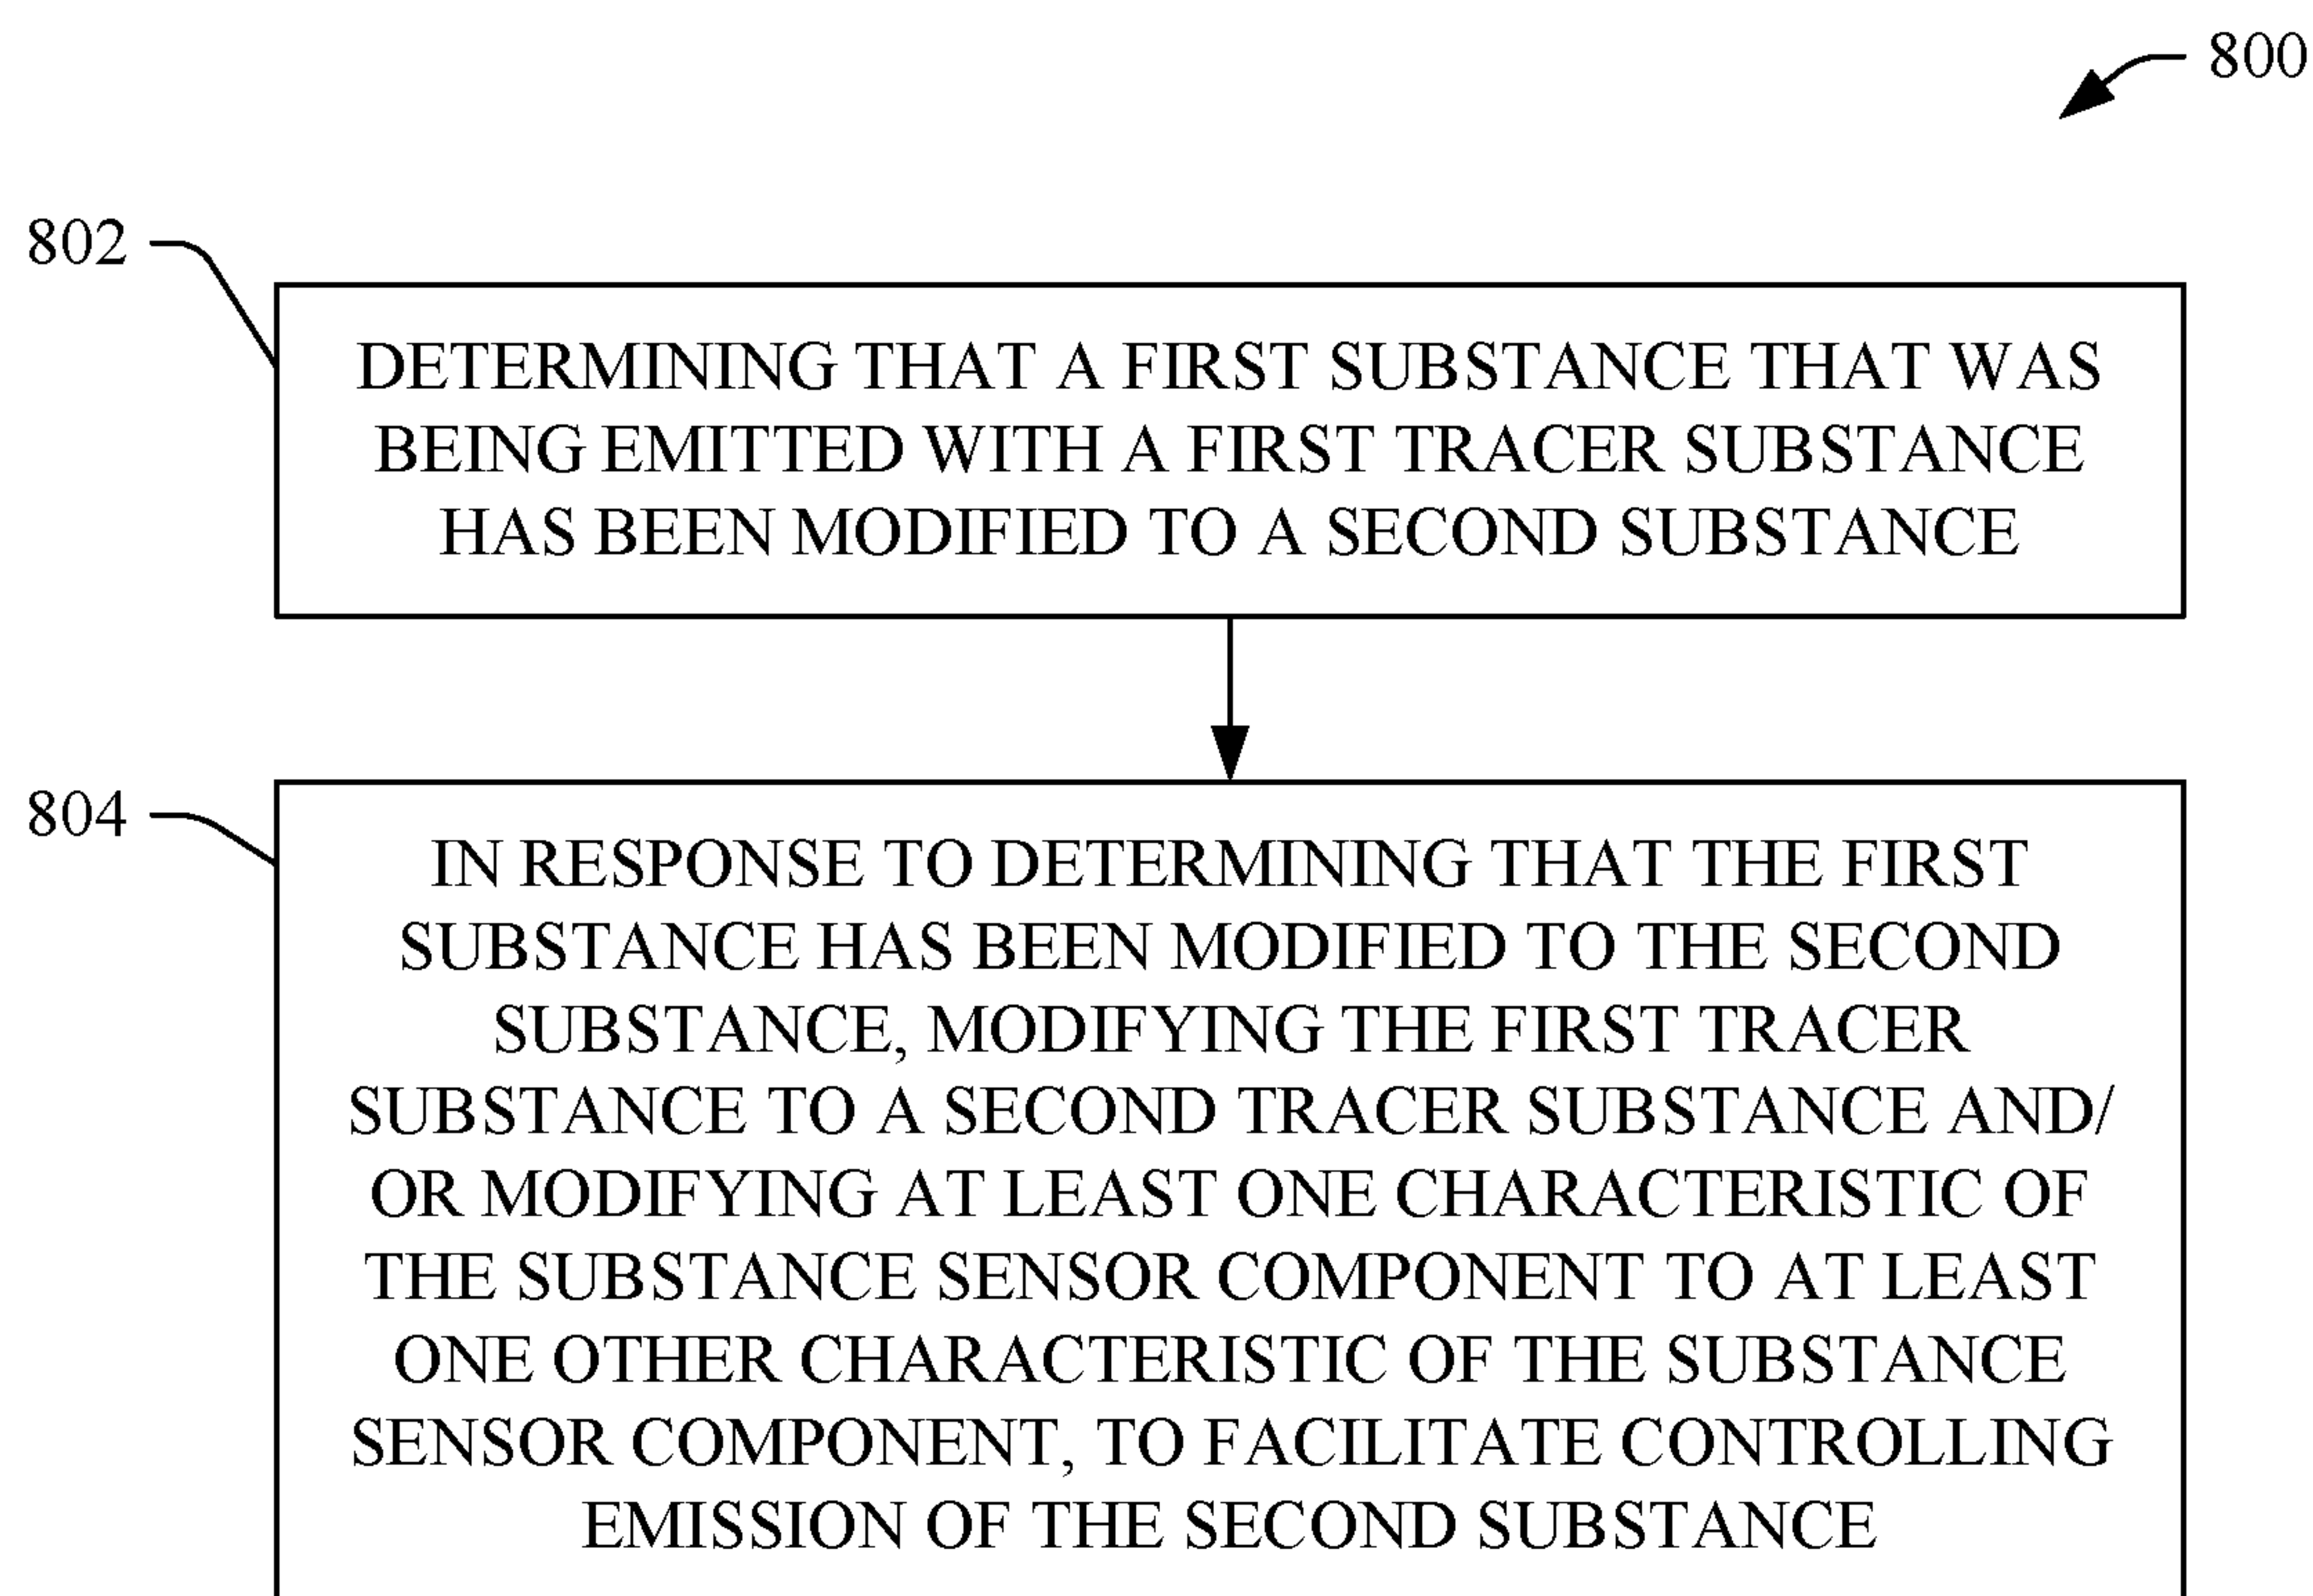 800
802
DETERMINING THAT A FIRST SUBSTANCE THAT WAS
BEING EMITTED WITH A FIRST TRACER SUBSTANCE
HAS BEEN MODIFIED TO A SECOND SUBSTANCE
804
IN RESPONSE TO DETERMINING THAT THE FIRST
SUBSTANCE HAS BEEN MODIFIED TO THE SECOND
SUBSTANCE, MODIFYING THE FIRST TRACER
SUBSTANCE TO A SECOND TRACER SUBSTANCE AND/
OR MODIFYING AT LEAST ONE CHARACTERISTIC OF
THE SUBSTANCE SENSOR COMPONENT TO AT LEAST
ONE OTHER CHARACTERISTIC OF THE SUBSTANCE
SENSOR COMPONENT, TO FACILITATE CONTROLLING
EMISSION OF THE SECOND SUBSTANCE